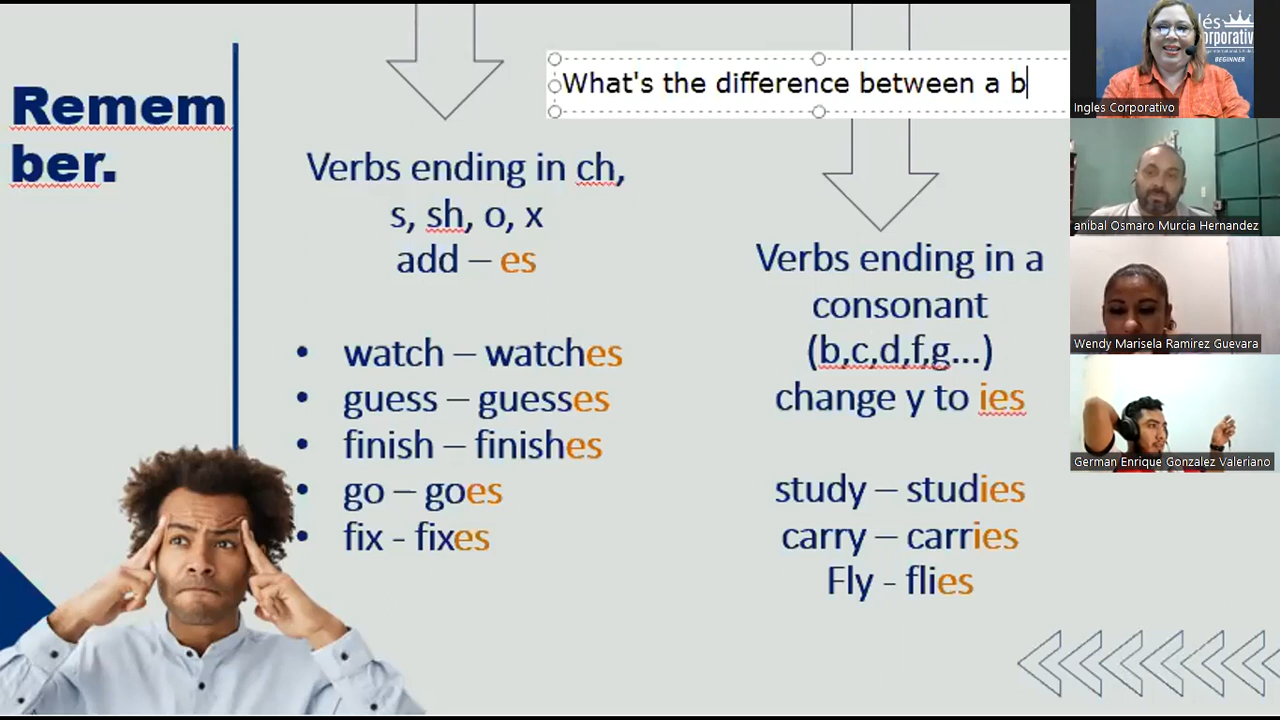 Remem
ber.
What's the difference between a b
Verbs ending in ch,
s, sh, o, x
add – es
• watch – watches
• guess – guesses
• finish – finishes
• go – goes
• fix - fixes
Verbs ending in a
consonant
(b,c,d,f,g...)
change y to ies
study – studies
carry – carries
Fly - flies
lés
orporativ
BEGINNER
Ingles Corporativo
anibal Osmaro Murcia Hernandez
Wendy Marisela Ramirez Guevara
German Enrique Gonzalez Valeriano